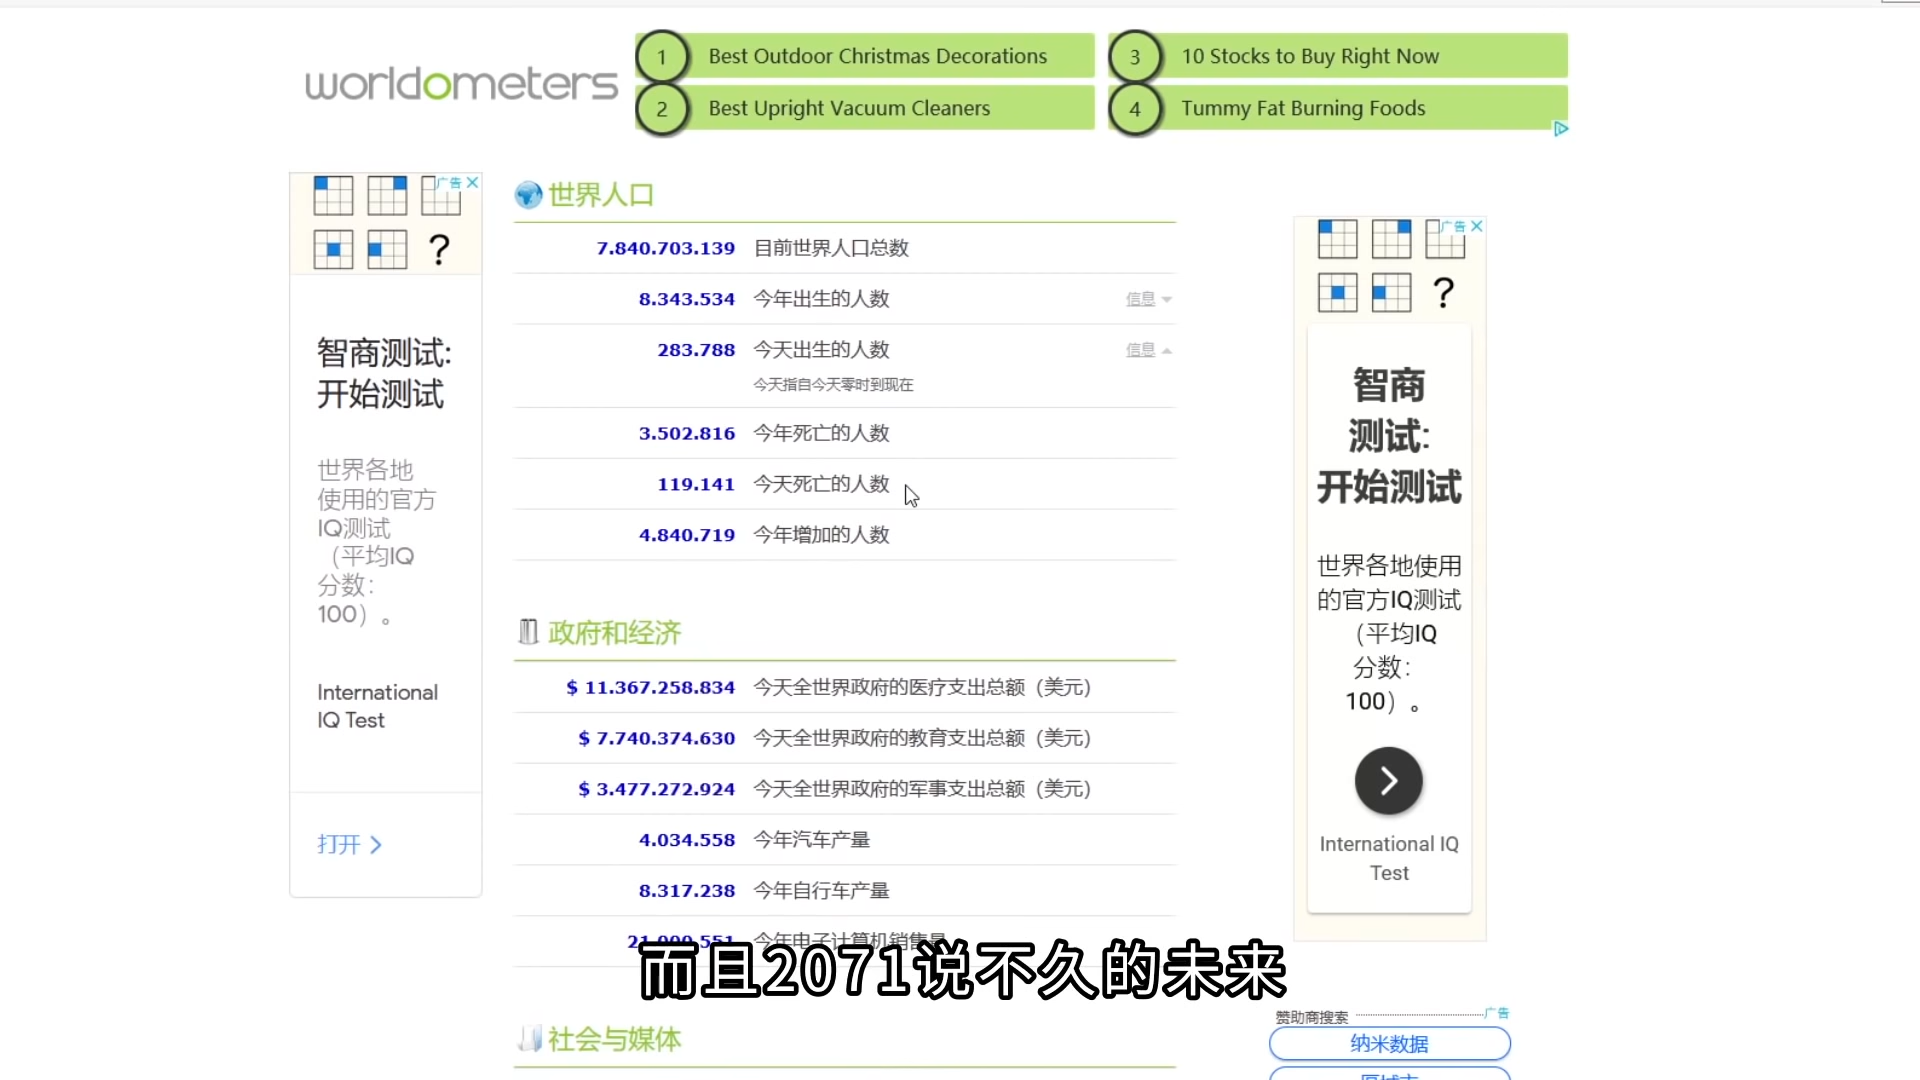 worldometers
1 Best Outdoor Christmas Decorations
2 Best Upright Vacuum Cleaners
3 10 Stocks to Buy Right Now
4 Tummy Fat Burning Foods
广告
?
智商测试:
开始测试
世界各地
使用的官方
IQ测试
（平均IQ
分数:
100）。
International
IQ Test
打开
世界人口
7.840.703.139 目前世界人口总数
8.343.534 今年出生的人数 信息
283.788 今天出生的人数 信息
今天指自今天零时到现在
3.502.816 今年死亡的人数
119.141 今天死亡的人数
4.840.719 今年增加的人数
政府和经济
$ 11.367.258.834 今天全世界政府的医疗支出总额（美元）
$ 7.740.374.630 今天全世界政府的教育支出总额（美元）
$ 3.477.272.924 今天全世界政府的军事支出总额（美元）
4.034.558 今年汽车产量
8.317.238 今年自行车产量
21.000.551 今年电子计算机销售量
而且2071说不久的未来
社会与媒体
广告
?
智商
测试:
开始测试
世界各地使用
的官方IQ测试
（平均IQ
分数:
100）。
International IQ
Test
赞助商搜索 广告
纳米数据